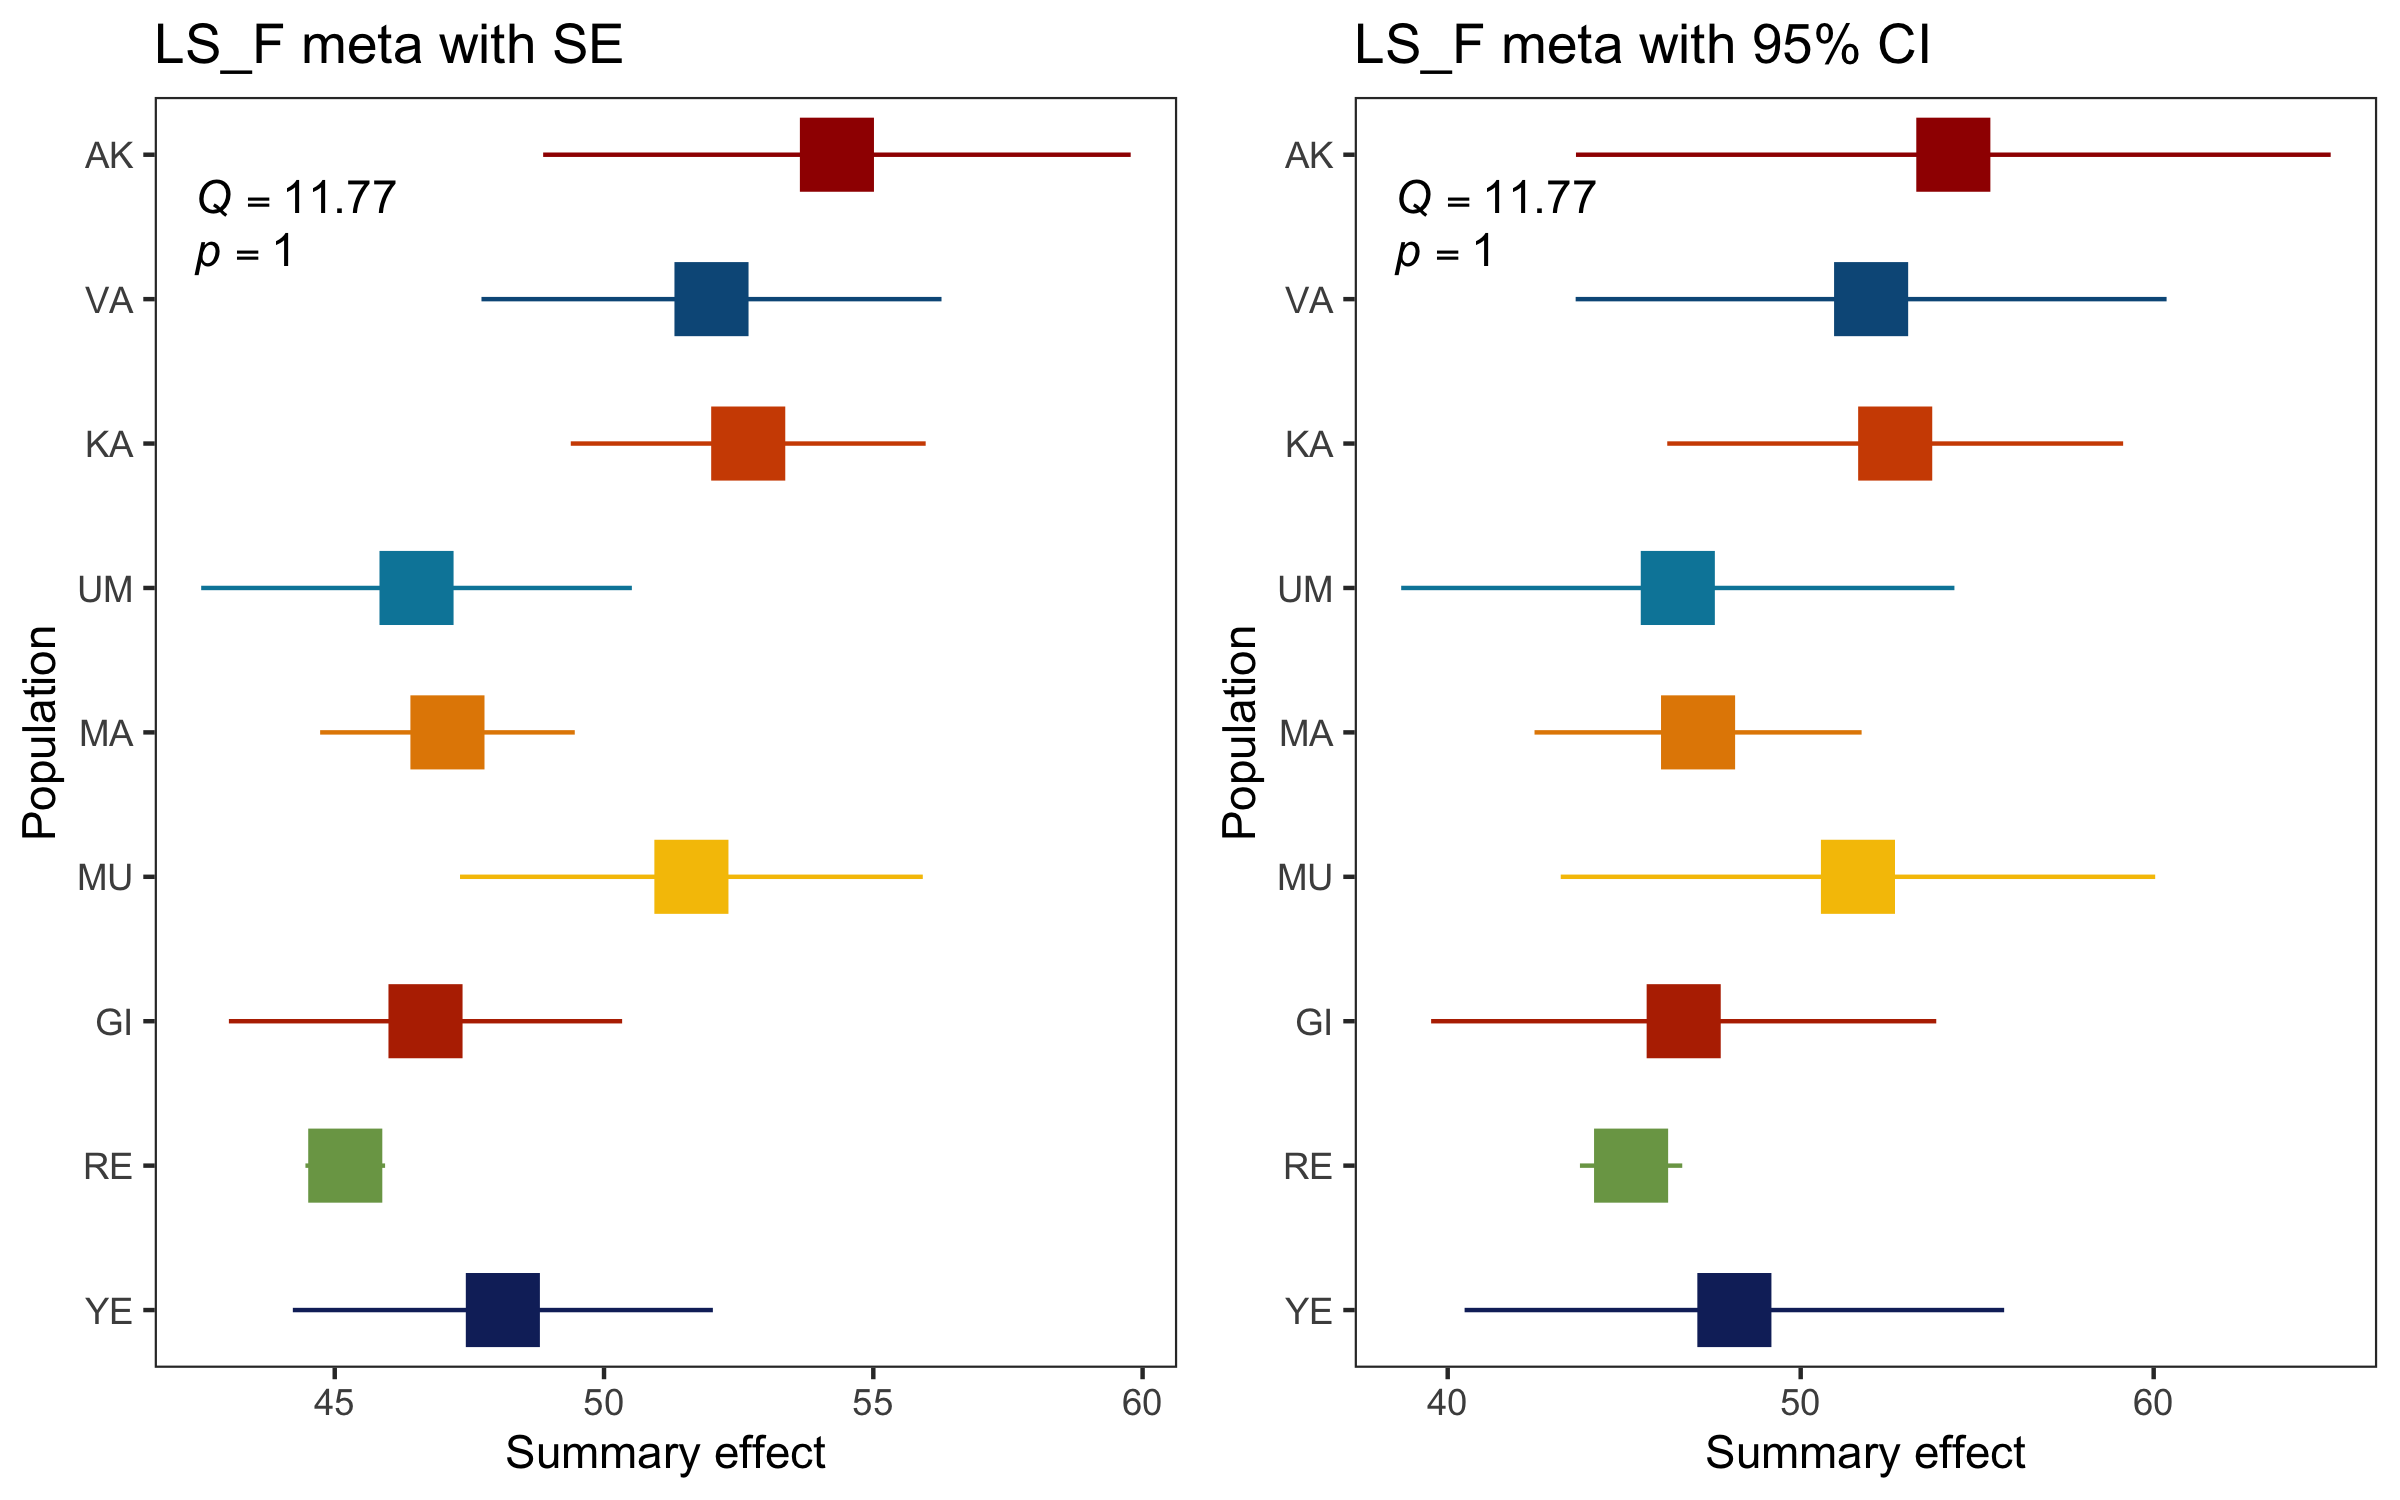 LS_F meta with SE
Q = 11.77
p = 1
AK
VA
KA
UM
MA
MU
GI
RE
YE
Population
45 50 55 60
Summary effect
LS_F meta with 95% CI
Q = 11.77
p = 1
AK
VA
KA
UM
MA
MU
GI
RE
YE
Population
40 50 60
Summary effect